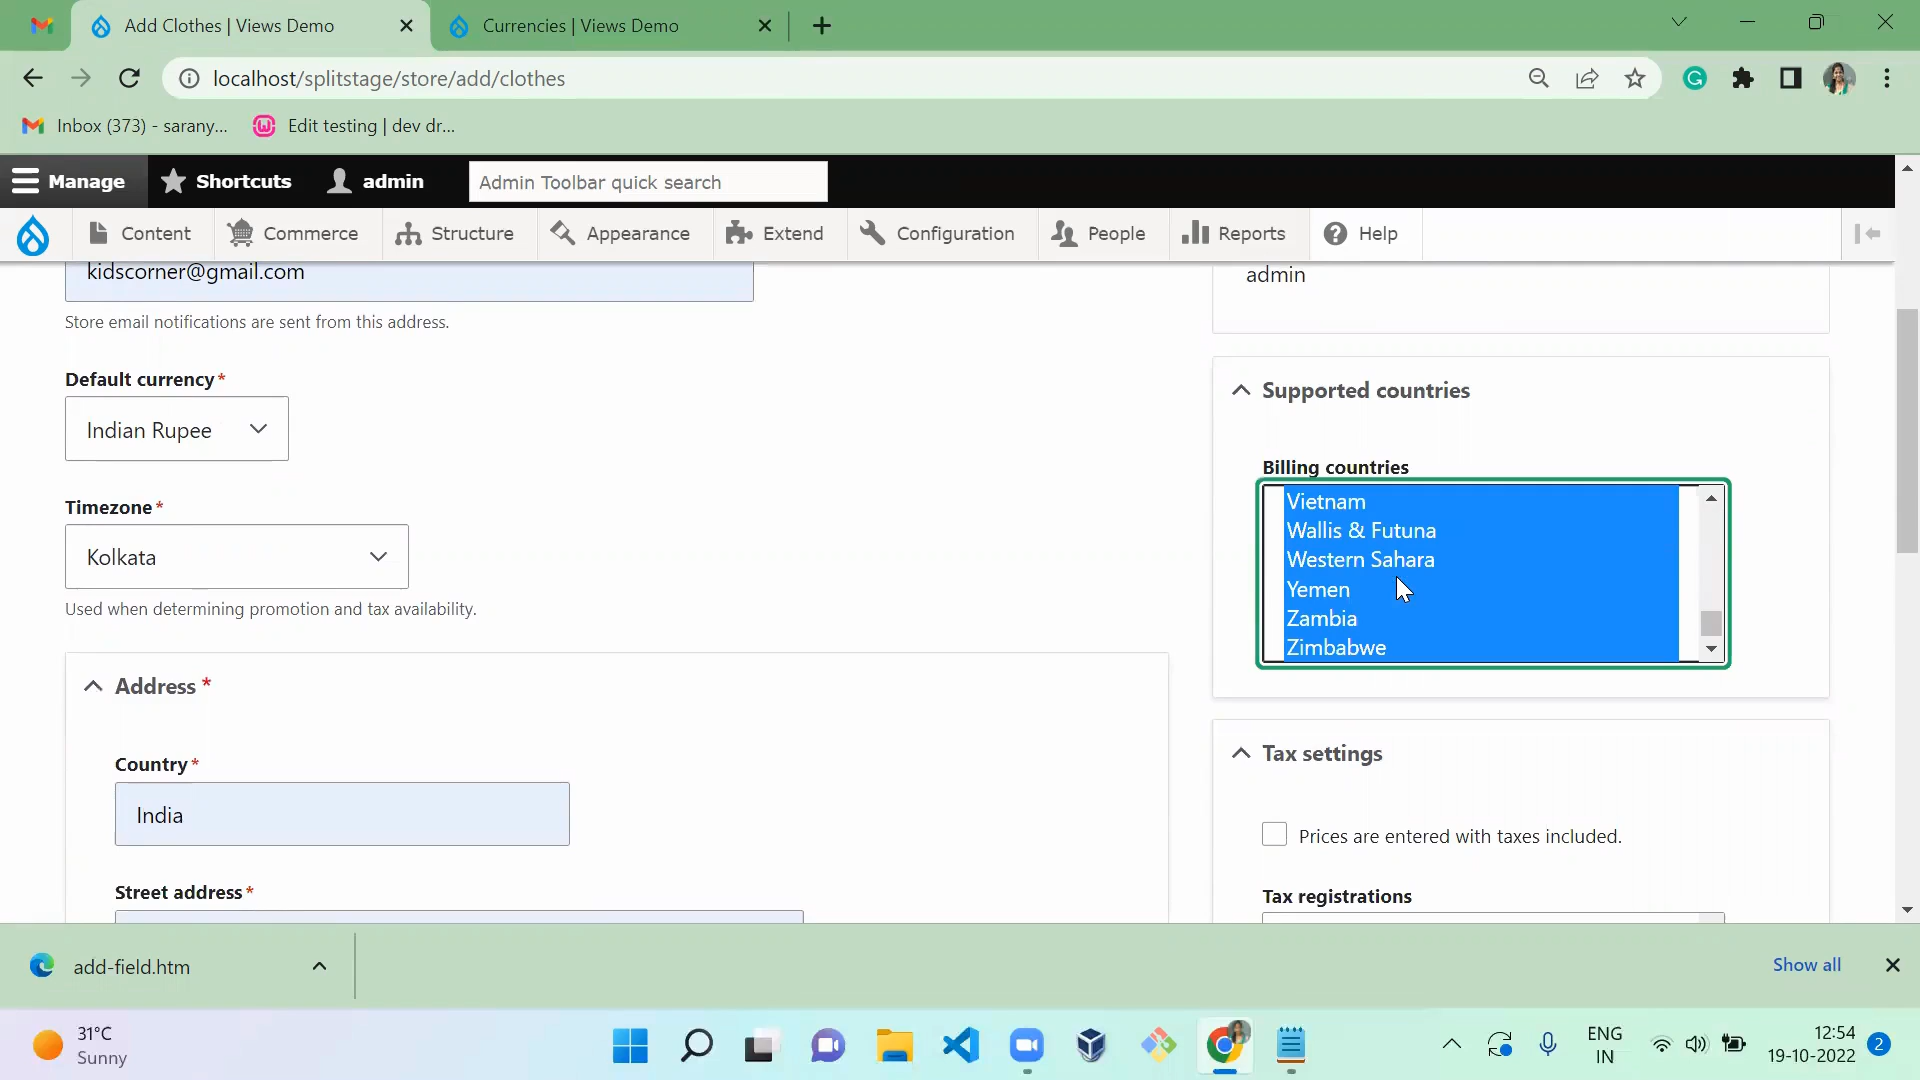 Add Clothes | Views Demo
Currencies | Views Demo
localhost/splitstage/store/add/clothes
Inbox (373) - sarany...
Edit testing | dev dr...
Manage
Shortcuts
admin
Admin Toolbar quick search
Content
Commerce
Structure
Appearance
Extend
Configuration
People
Reports
Help
kidscorner@gmail.com
Store email notifications are sent from this address.
Default currency*
Indian Rupee
Timezone*
Kolkata
Used when determining promotion and tax availability.
Address *
Country*
India
Street address*
admin
Supported countries
Billing countries
Vietnam
Wallis & Futuna
Western Sahara
Yemen
Zambia
Zimbabwe
Tax settings
Prices are entered with taxes included.
Tax registrations
add-field.htm
Show all
31°C
Sunny
ENG
IN
12:54
19-10-2022
2